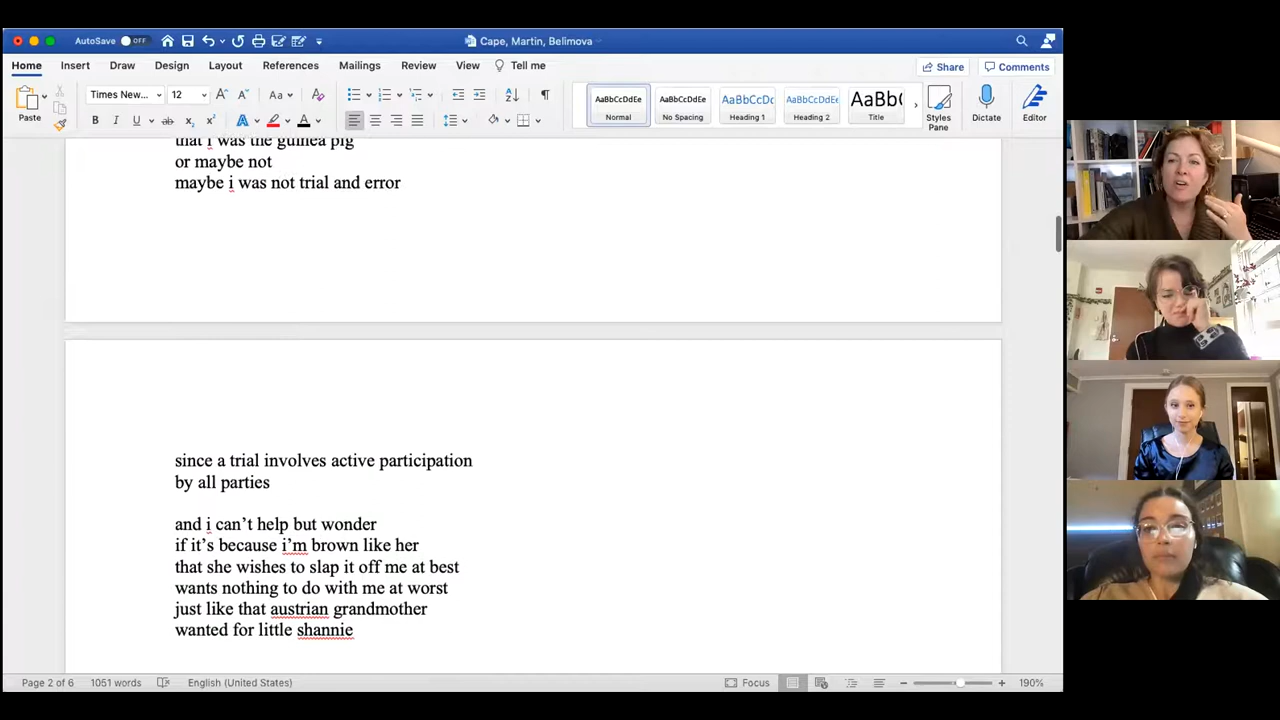 AutoSave OFF
Cape, Martin, Belimova
Home Insert Draw Design Layout References Mailings Review View Tell me
Share Comments
Paste
Times New... 12
Aa
B I U ab x₂ x² A A
¶
AaBbCcDdEe
Normal
AaBbCcDdEe
No Spacing
AaBbCcDc
Heading 1
AaBbCcDdEe
Heading 2
AaBb(
Title
Styles Pane
Dictate
Editor
that i was the guinea pig
or maybe not
maybe i was not trial and error
since a trial involves active participation
by all parties
and i can’t help but wonder
if it’s because i’m brown like her
that she wishes to slap it off me at best
wants nothing to do with me at worst
just like that austrian grandmother
wanted for little shannie
Page 2 of 6 1051 words English (United States) Focus 190%